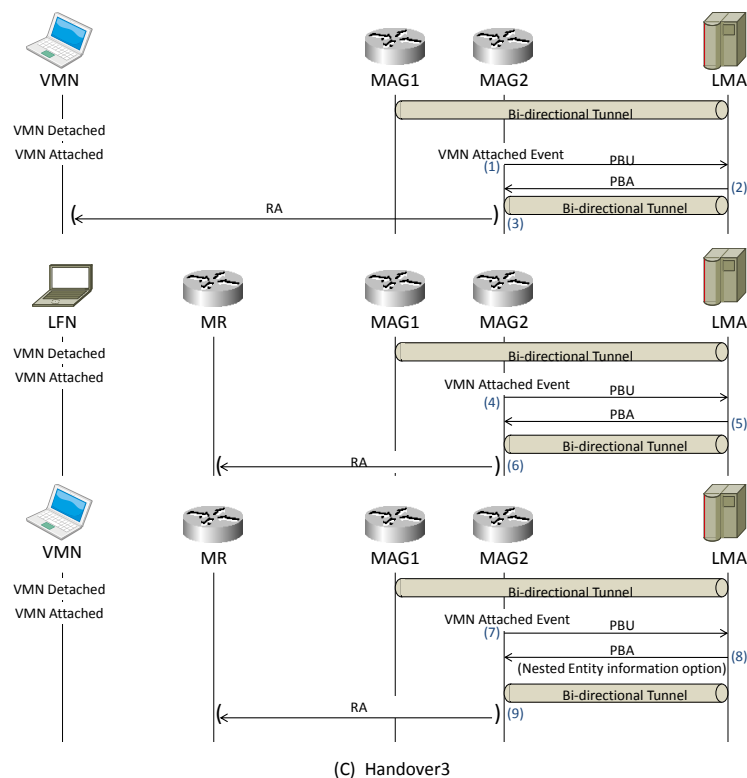 VMN MAG1 MAG2 LMA
Bi-directional Tunnel
VMN Detached
VMN Attached
VMN Attached Event
(1) PBU
PBA (2)
RA
Bi-directional Tunnel
(3)
LFN MR MAG1 MAG2 LMA
VMN Detached
Bi-directional Tunnel
VMN Attached
VMN Attached Event
(4) PBU
PBA (5)
Bi-directional Tunnel
RA
(6)
VMN MR MAG1 MAG2 LMA
VMN Detached
Bi-directional Tunnel
VMN Attached
VMN Attached Event
(7) PBU
PBA (8)
(Nested Entity information option)
Bi-directional Tunnel
RA
(9)
(C) Handover3